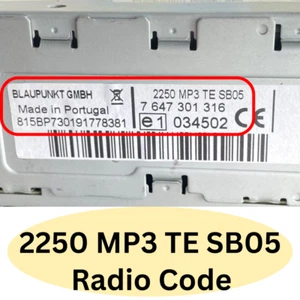 BLAUPUNKT GMBH 2250 MP3 TE SB05
Made in Portugal 7 647 301 316
815BP730191778381 e1 034502 CE
2250 MP3 TE SB05
Radio Code